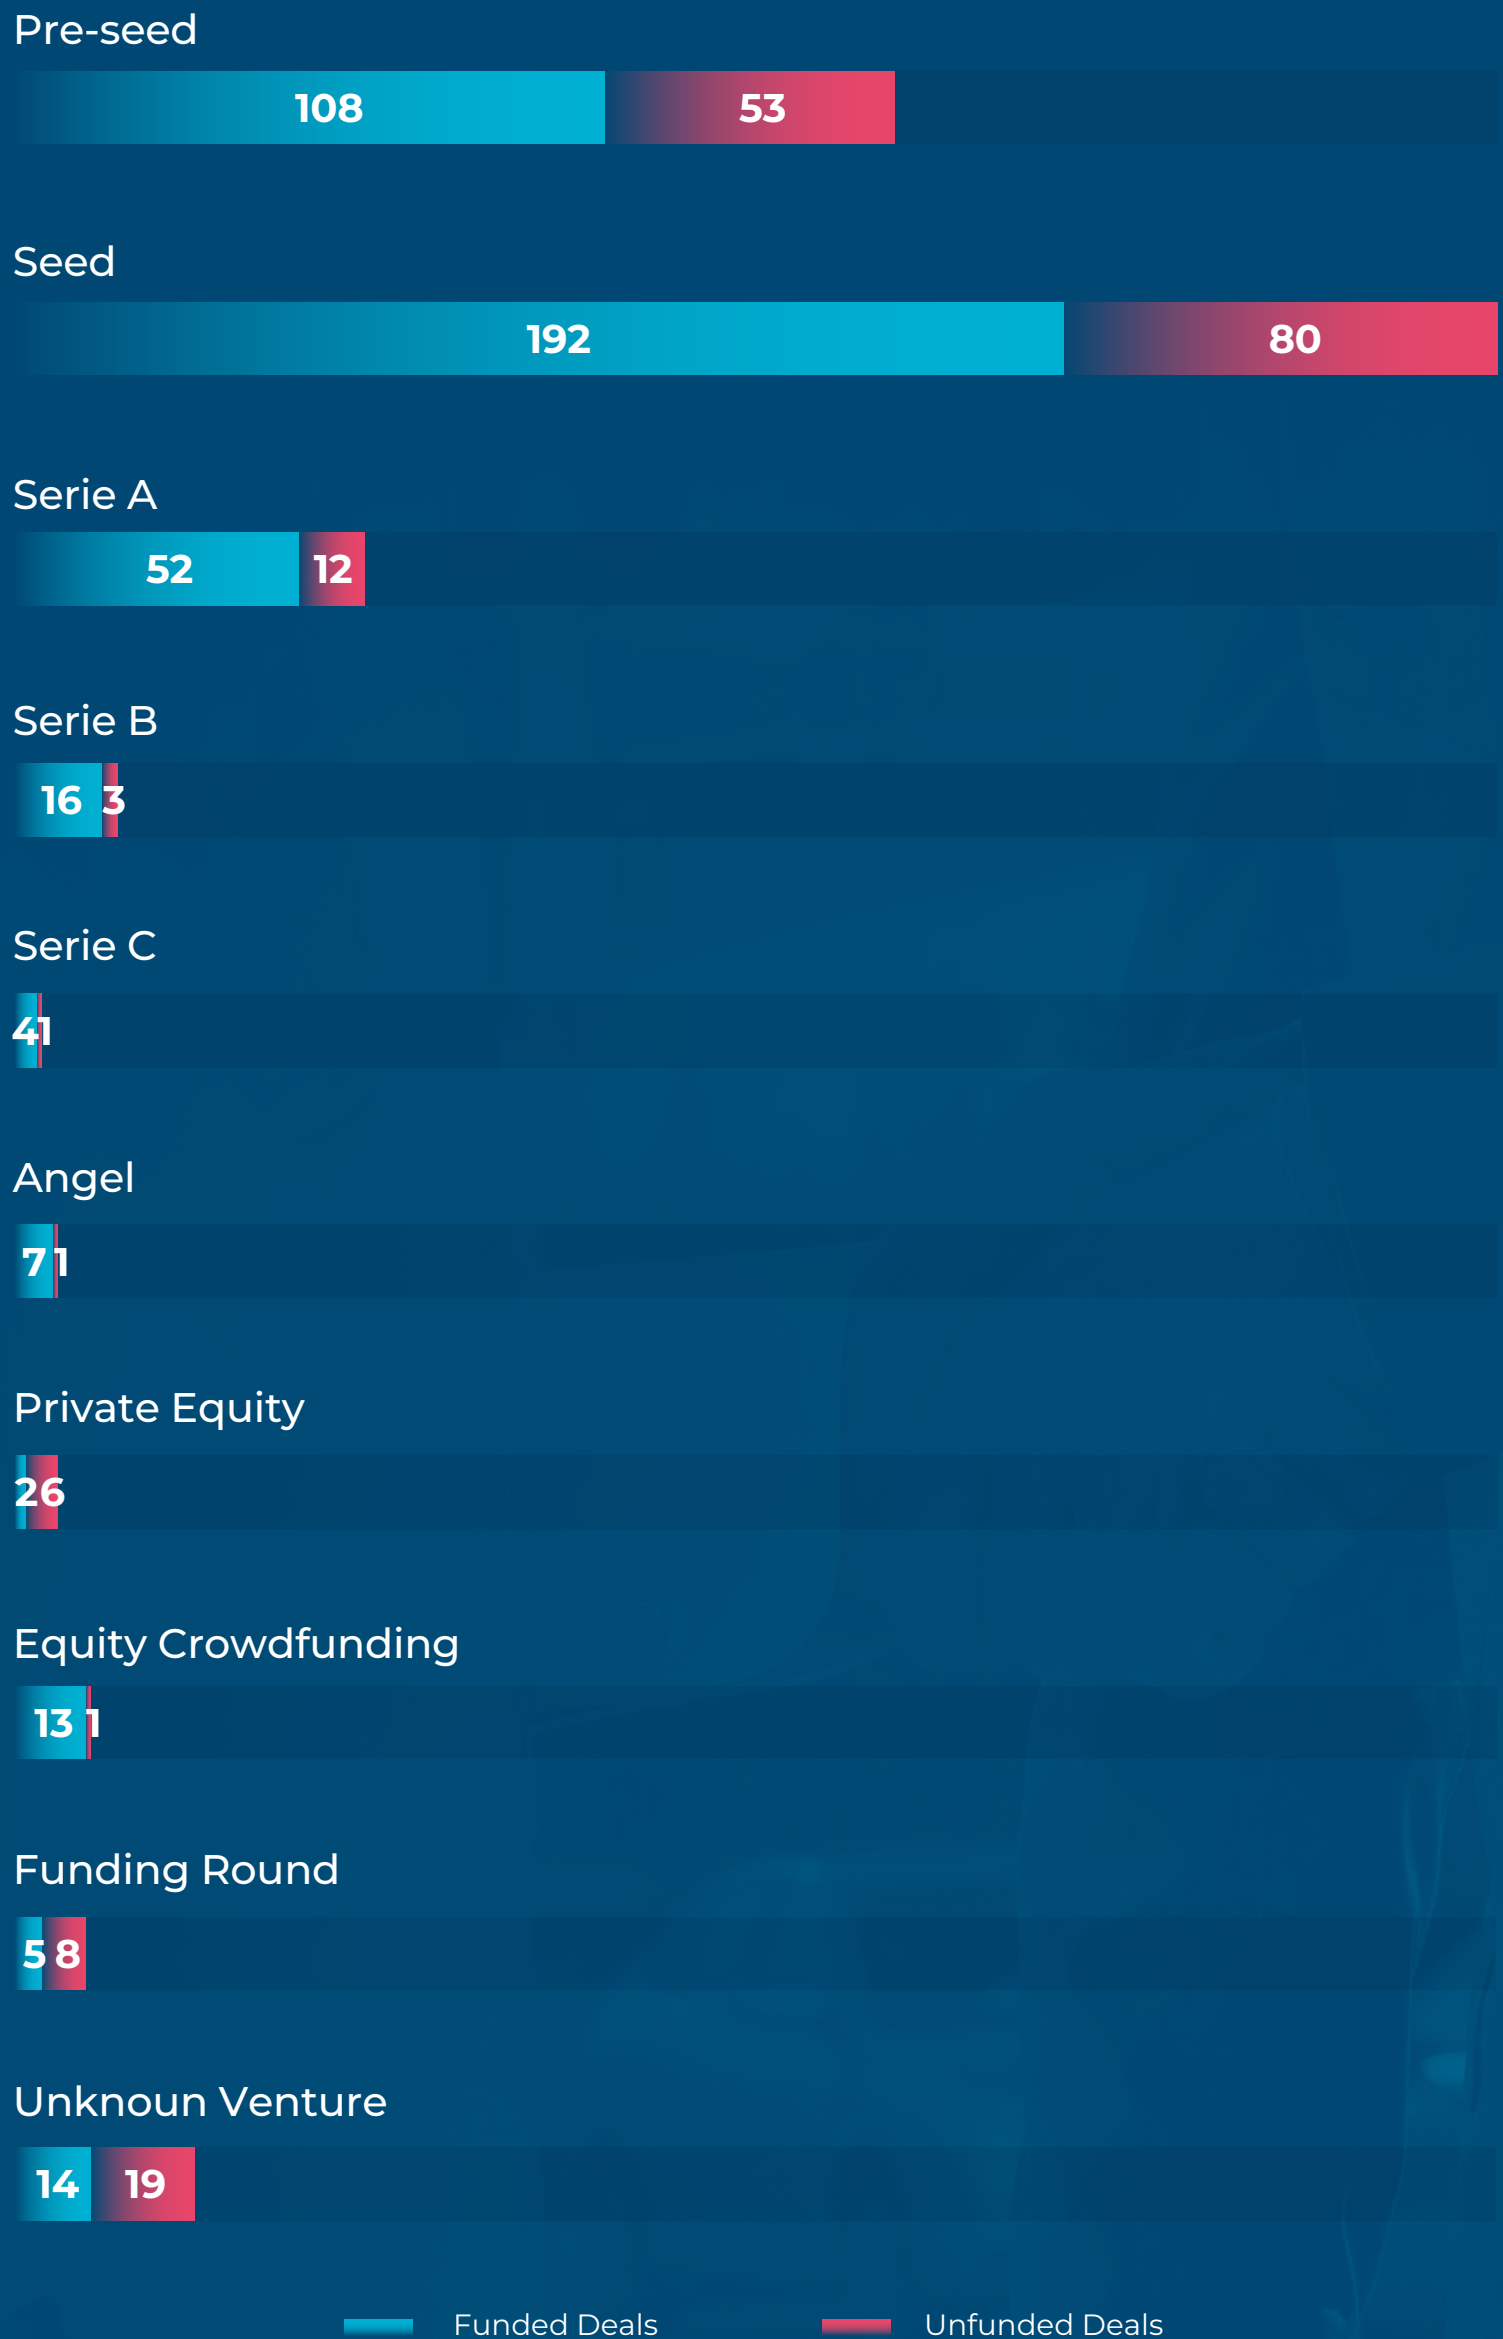 Pre-seed
108 53
Seed
192 80
Serie A
52 12
Serie B
16 3
Serie C
4 1
Angel
7 1
Private Equity
2 6
Equity Crowdfunding
13 1
Funding Round
5 8
Unknoun Venture
14 19
Funded Deals Unfunded Deals